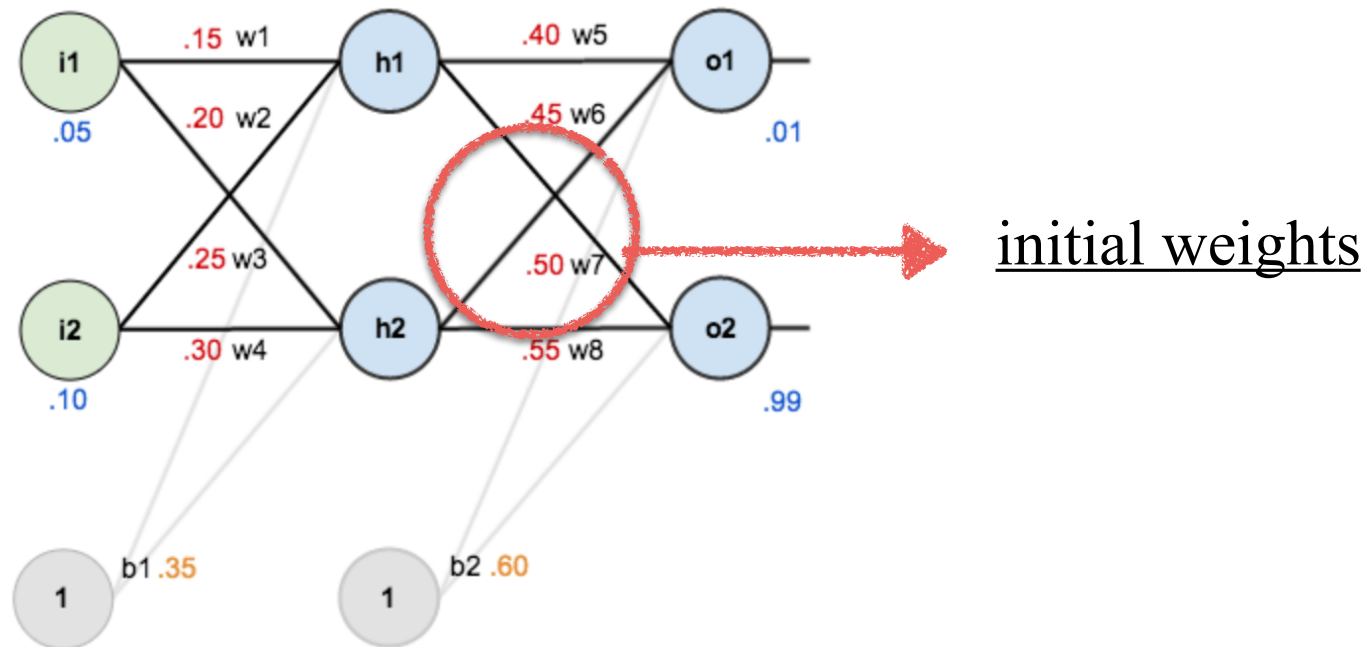 .15 w1
.40 w5
i1
h1
o1
.20 w2
.45 w6
.05
.01
initial weights
.25 w3
.50 w7
i2
h2
o2
.30 w4
.55 w8
.10
.99
b1 .35
b2 .60
1
1